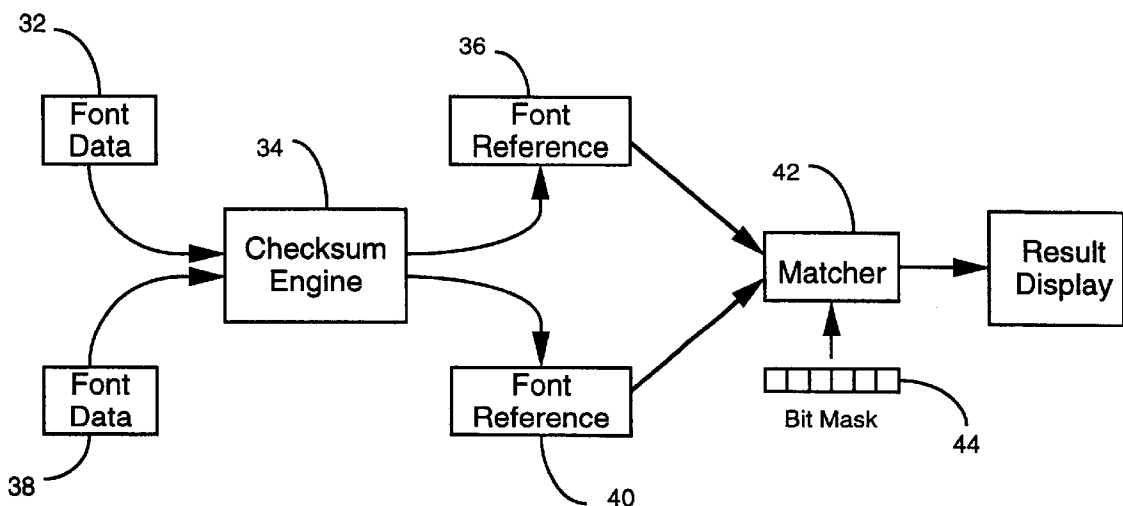 32
Font
Data
34
Checksum
Engine
36
Font
Reference
42
Matcher
Result
Display
Font
Data
38
Font
Reference
40
Bit Mask
44